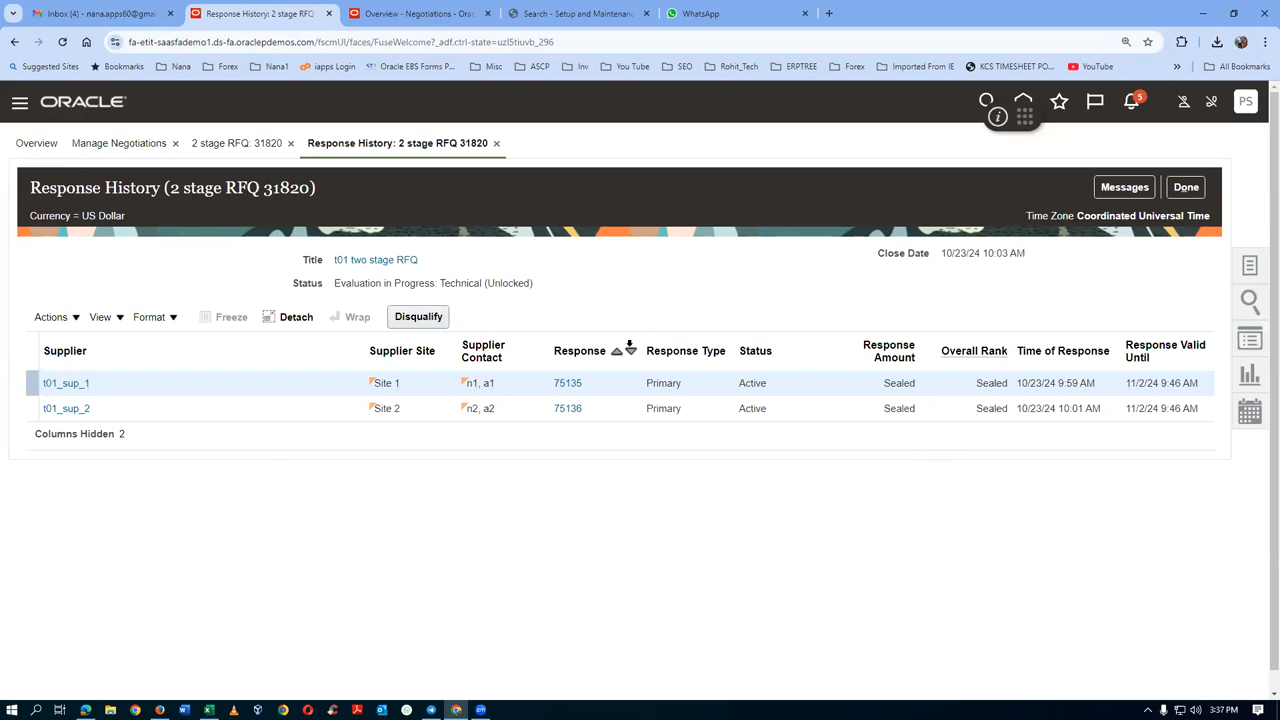 Inbox (4) - nana.apps60@gmai
Response History: 2 stage RFQ
Overview - Negotiations - Orac
Search - Setup and Maintenanc
WhatsApp
fa-etit-saasfademo1.ds-fa.oraclepdemos.com/fscmUI/faces/FuseWelcome?_adf.ctrl-state=uzl5tiuvb_296
Suggested Sites
Bookmarks
Nana
Forex
Nana1
iapps Login
Oracle EBS Forms P...
Misc
ASCP
Inv
You Tube
SEO
Rohit_Tech
ERPTREE
Forex
Imported From IE
KCS TIMESHEET PO...
YouTube
All Bookmarks
ORACLE
5
PS
Overview
Manage Negotiations
2 stage RFQ: 31820
Response History: 2 stage RFQ 31820
Response History (2 stage RFQ 31820)
Messages
Done
Currency = US Dollar
Time Zone Coordinated Universal Time
Title t01 two stage RFQ
Close Date 10/23/24 10:03 AM
Status Evaluation in Progress: Technical (Unlocked)
Actions View Format Freeze Detach Wrap Disqualify
Supplier
Supplier Site
Supplier Contact
Response
Response Type
Status
Response Amount
Overall Rank
Time of Response
Response Valid Until
t01_sup_1 Site 1 n1, a1 75135 Primary Active Sealed Sealed 10/23/24 9:59 AM 11/2/24 9:46 AM
t01_sup_2 Site 2 n2, a2 75136 Primary Active Sealed Sealed 10/23/24 10:01 AM 11/2/24 9:46 AM
Columns Hidden 2
3:37 PM